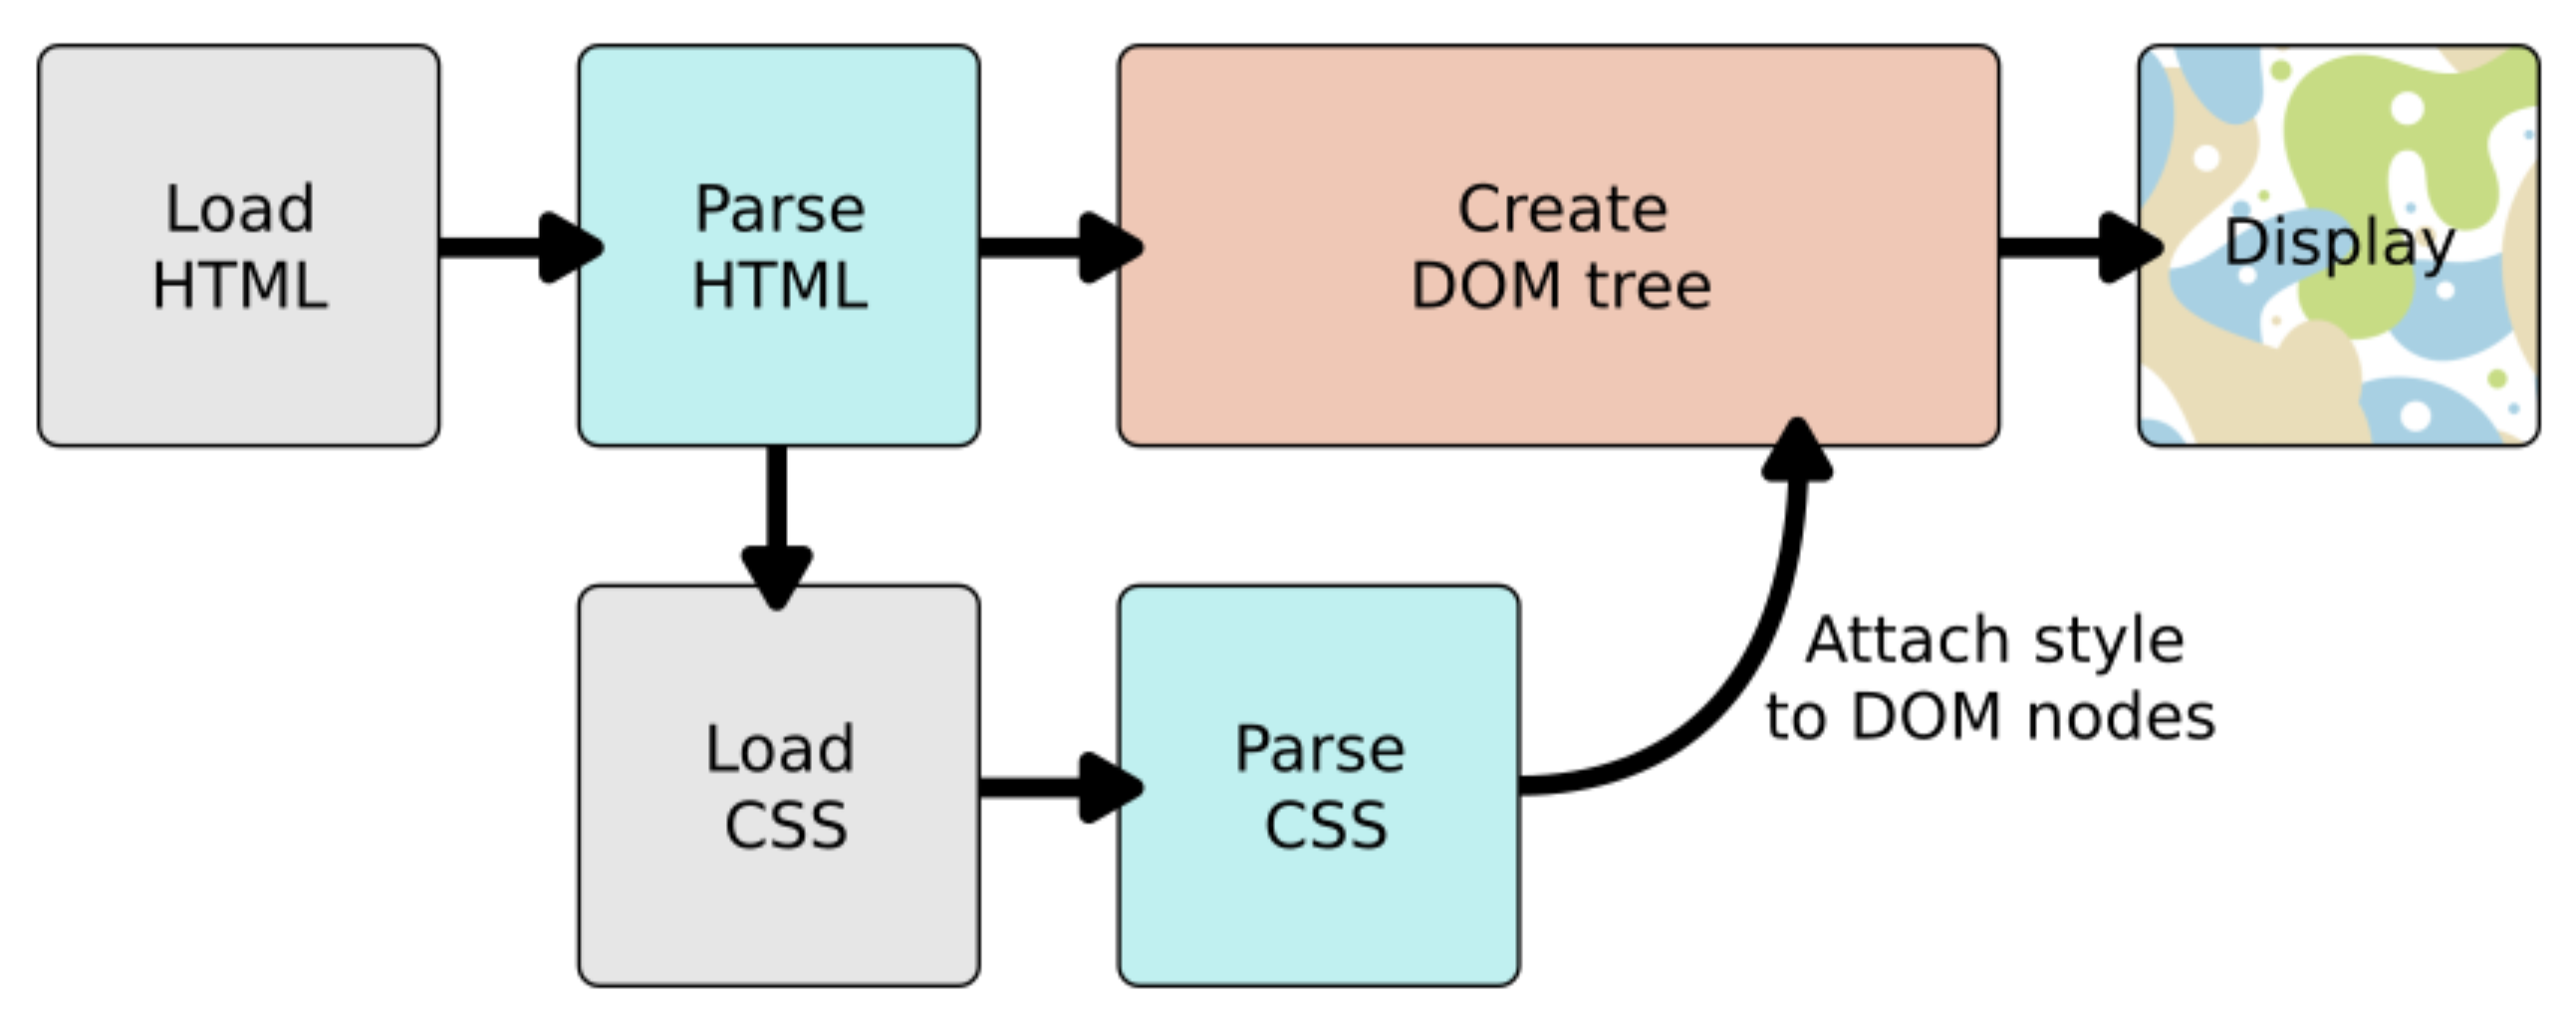 Load
HTML
Parse
HTML
Create
DOM tree
Display
Load
CSS
Parse
CSS
Attach style
to DOM nodes